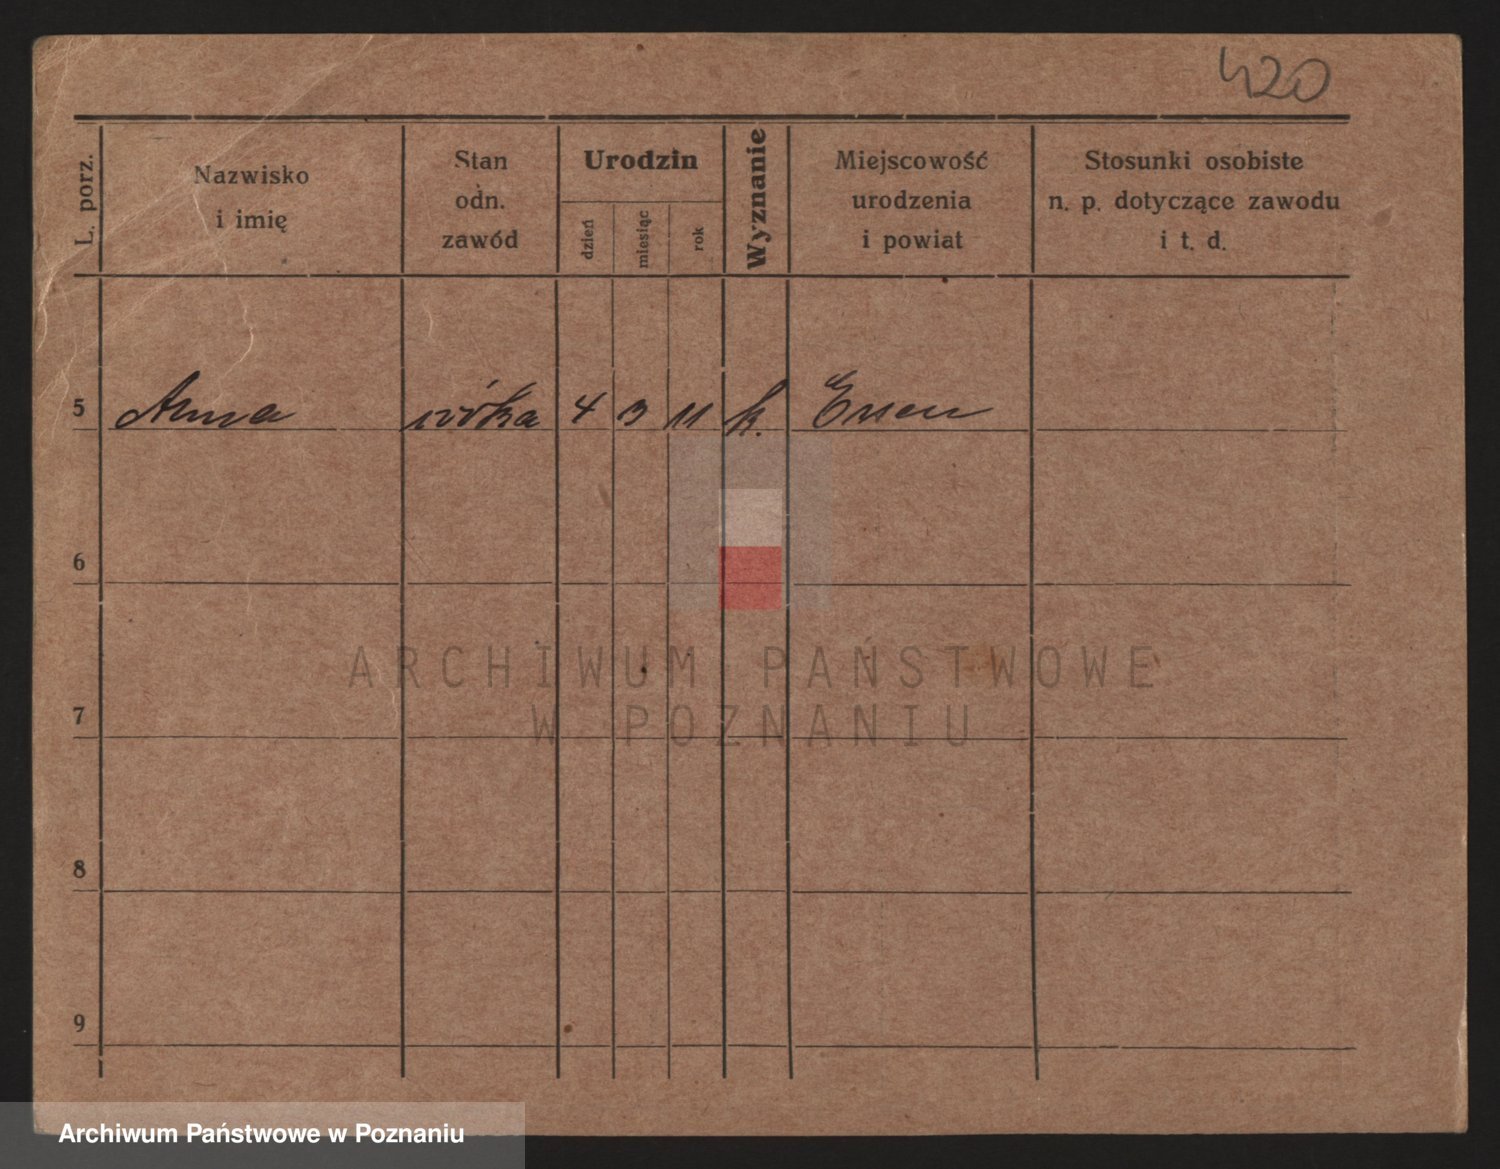 420
L. porz.
Nazwisko
i imię
Stan
odn.
zawód
Urodzin
dzień
miesiąc
rok
Wyznanie
Miejscowość
urodzenia
i powiat
Stosunki osobiste
n. p. dotyczące zawodu
i t. d.
5 Anna córka 4 3 11 k. Essen
6
7
8
9
ARCHIWUM PAŃSTWOWE
W POZNANIU
Archiwum Państwowe w Poznaniu